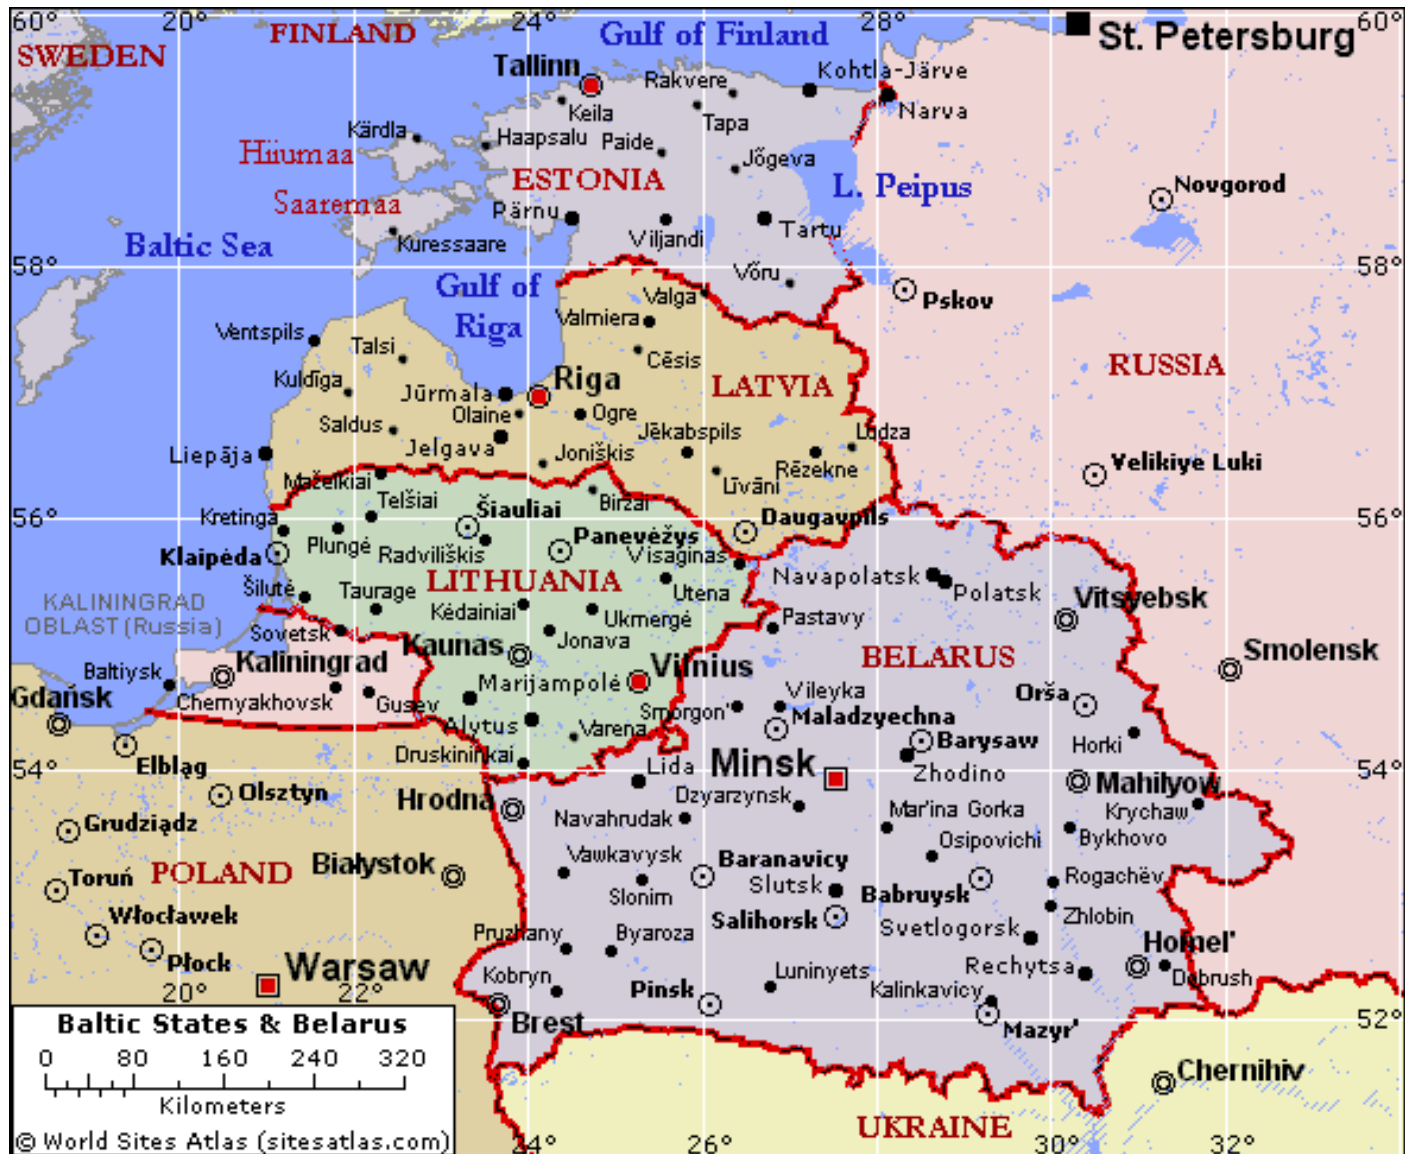 60°
20°
24°
28°
60°
SWEDEN
FINLAND
Gulf of Finland
St. Petersburg
Tallinn
Rakvere
Kohtla-Järve
Keila
Tapa
Narva
Kärdla
Haapsalu
Paide
Hiiumaa
Jõgeva
ESTONIA
L. Peipus
Novgorod
Saaremaa
Pärnu
Viljandi
Tartu
Baltic Sea
Kuressaare
58°
58°
Võru
Gulf of
Riga
Valga
Pskov
Valmiera
Ventspils
Talsi
Cēsis
RUSSIA
Kuldīga
Riga
LATVIA
Jūrmala
Olaine
Ogre
Saldus
Jelgava
Jēkabspils
Ludza
Liepāja
Joniškis
Rēzekne
Velikiye Luki
Mažeikiai
Līvāni
Telšiai
Birzai
Kretinga
Šiauliai
56°
Daugavpils
56°
Klaipėda
Plungė
Radviliškis
Panevėžys
Visaginas
LITHUANIA
Navapolatsk
Polatsk
Šilutė
Taurage
Kėdainiai
Utena
Vitsyebsk
KALININGRAD
OBLAST (Russia)
Ukmergė
Pastavy
Sovetsk
Jonava
Kaunas
Baltiysk
Kaliningrad
Vilnius
BELARUS
Smolensk
Gdańsk
Chernyakhovsk
Gusev
Marijampolė
Vileyka
Orša
Alytus
Smorgon'
Maladzyechna
Varena
Barysaw
Horki
Elbląg
Druskininkai
54°
54°
Minsk
Zhodino
Lida
Olsztyn
Hrodna
Dzyarzynsk
Mahilyow
Krychaw
Grudziądz
Navahrudak
Mar'ina Gorka
Bykhovo
Osipovichi
POLAND
Białystok
Vawkavysk
Baranavicy
Toruń
Slonim
Slutsk
Babruysk
Rogachëv
Włocławek
Salihorsk
Svetlogorsk
Zhlobin
Pruzhany
Byaroza
Homel'
Płock
Warsaw
Kobryn
Luninyets
Rechytsa
Dobrush
20°
22°
Pinsk
Kalinkavicy
Brest
Mazyr'
52°
52°
Baltic States & Belarus
0 80 160 240 320
Kilometers
Chernihiv
UKRAINE
© World Sites Atlas (sitesatlas.com)
24°
26°
28°
30°
32°